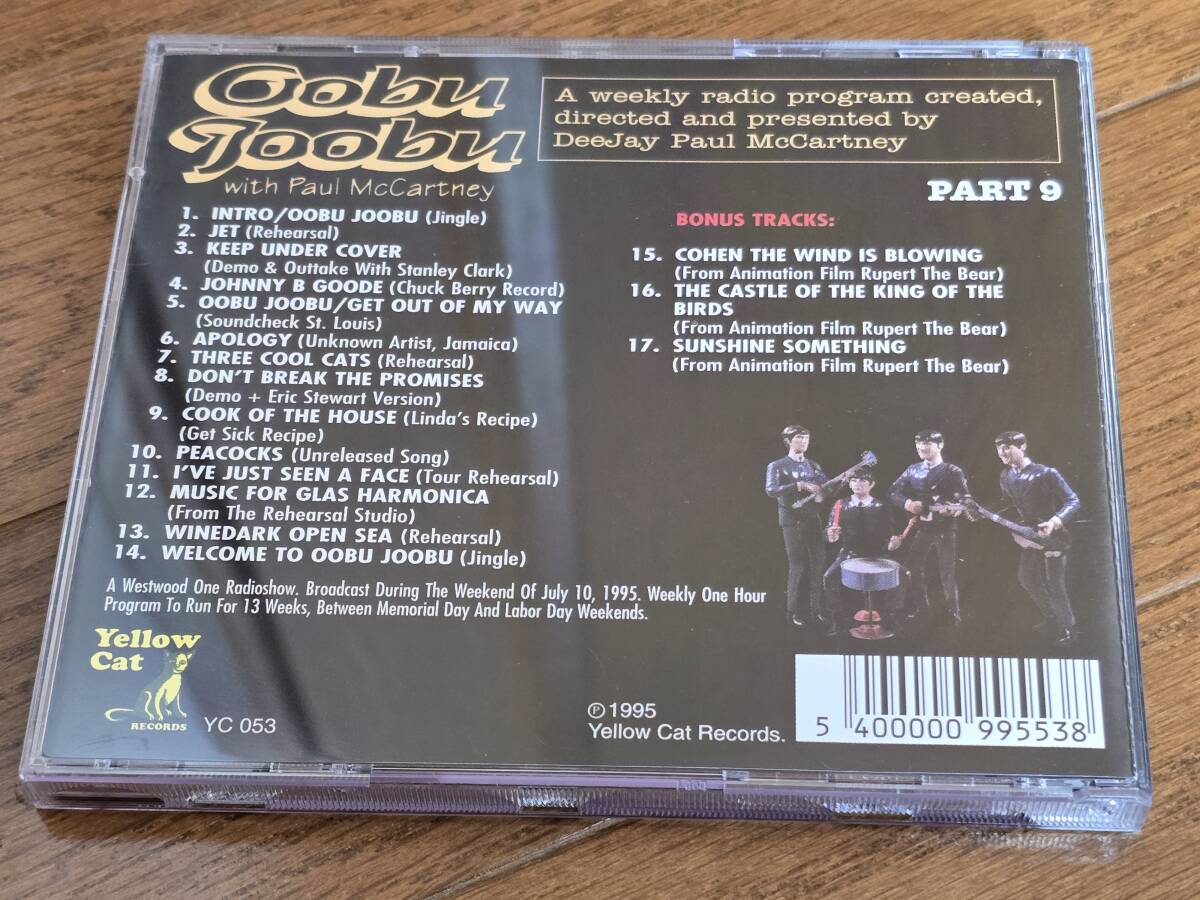 Oobu
Joobu
with Paul McCartney
A weekly radio program created,
directed and presented by
DeeJay Paul McCartney
PART 9
1. INTRO/OOBU JOOBU (Jingle)
2. JET (Rehearsal)
3. KEEP UNDER COVER
(Demo & Outtake With Stanley Clark)
4. JOHNNY B GOODE (Chuck Berry Record)
5. OOBU JOOBU/GET OUT OF MY WAY
(Soundcheck St. Louis)
6. APOLOGY (Unknown Artist, Jamaica)
7. THREE COOL CATS (Rehearsal)
8. DON'T BREAK THE PROMISES
(Demo + Eric Stewart Version)
9. COOK OF THE HOUSE (Linda's Recipe)
(Get Sick Recipe)
10. PEACOCKS (Unreleased Song)
11. I'VE JUST SEEN A FACE (Tour Rehearsal)
12. MUSIC FOR GLAS HARMONICA
(From The Rehearsal Studio)
13. WINEDARK OPEN SEA (Rehearsal)
14. WELCOME TO OOBU JOOBU (Jingle)
BONUS TRACKS:
15. COHEN THE WIND IS BLOWING
(From Animation Film Rupert The Bear)
16. THE CASTLE OF THE KING OF THE
BIRDS
(From Animation Film Rupert The Bear)
17. SUNSHINE SOMETHING
(From Animation Film Rupert The Bear)
A Westwood One Radioshow. Broadcast During The Weekend Of July 10, 1995. Weekly One Hour
Program To Run For 13 Weeks, Between Memorial Day And Labor Day Weekends.
Yellow
Cat
RECORDS
YC 053
℗ 1995
Yellow Cat Records.
5 400000 995538